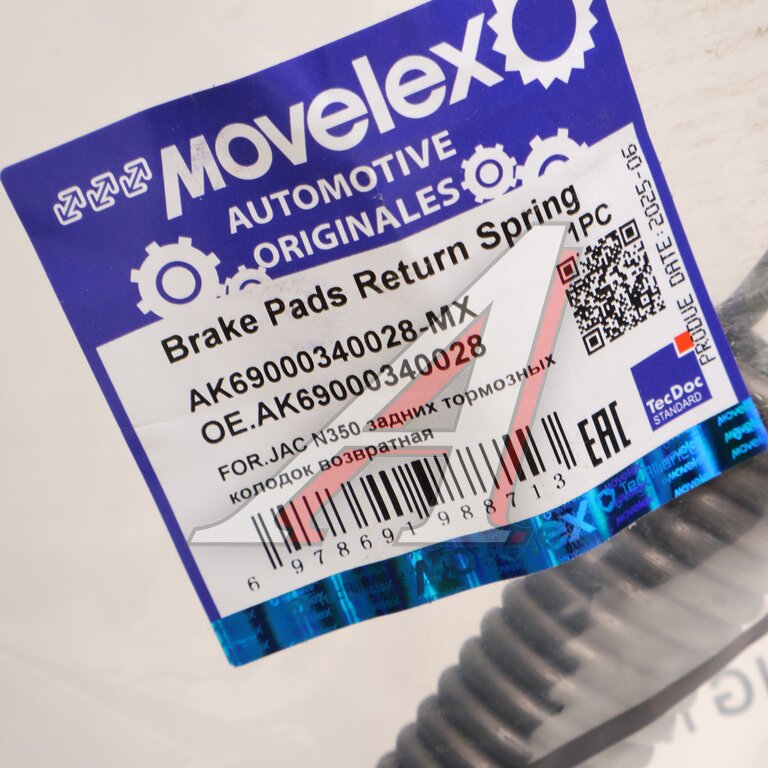 MOVelex
AUTOMOTIVE
ORIGINALES
Brake Pads Return Spring
1PC
AK69000340028-MX
OE.AK69000340028
FOR.JAC N350 задних тормозных
колодок возвратная
6 978691 988713
EAC
PRODUE DATE: 2025-06
TecDoc
STANDARD